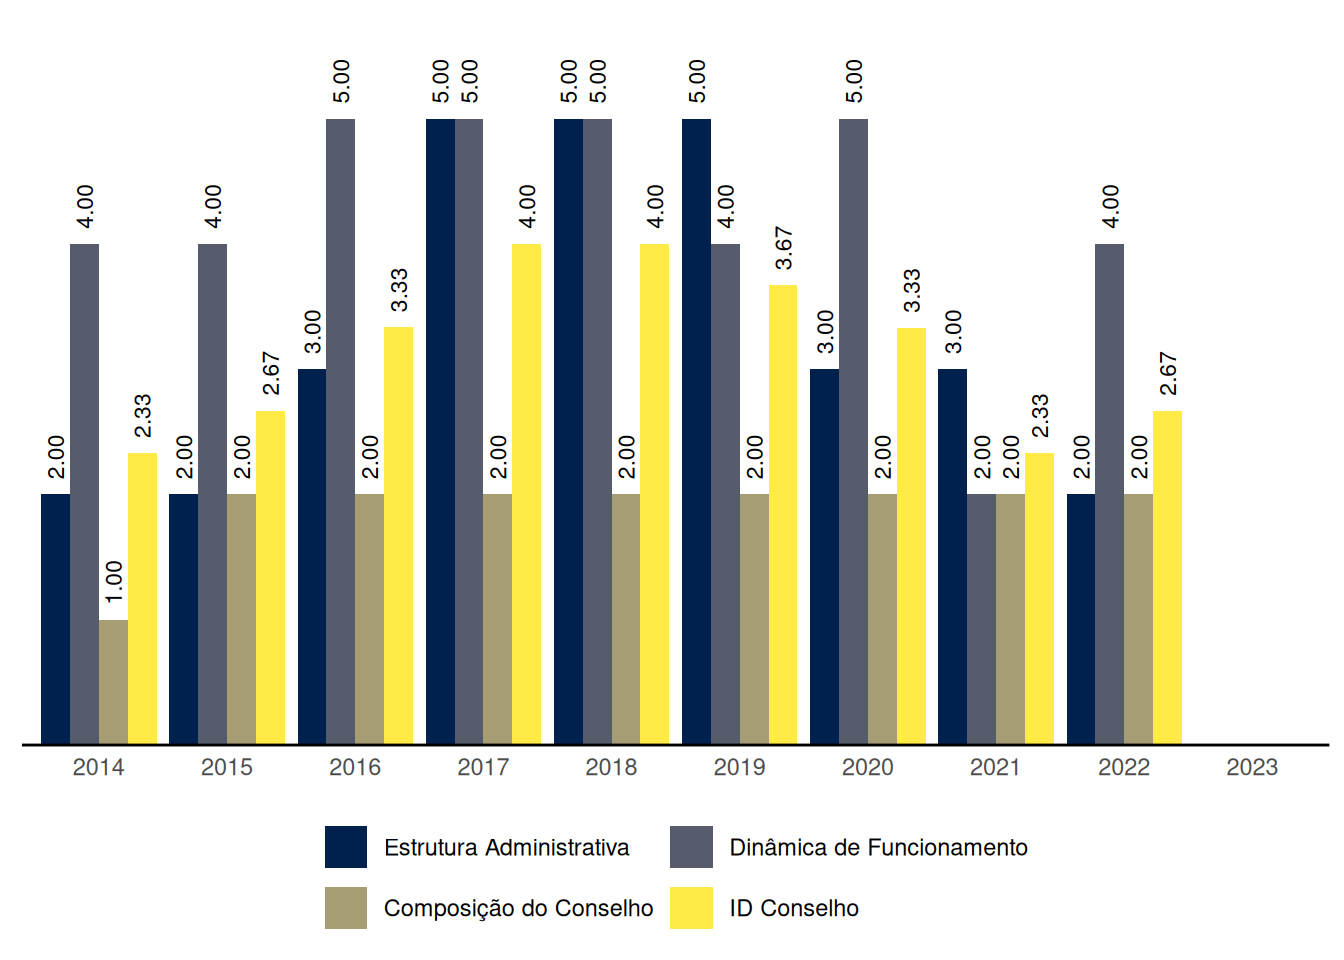 5.00 5.00 5.00 5.00 5.00 5.00 5.00
4.00 4.00 4.00 4.00 4.00 4.00
3.67
3.33 3.33
3.00 3.00 3.00
2.67 2.67
2.33 2.33
2.00 2.00 2.00 2.00 2.00 2.00 2.00 2.00 2.00 2.00 2.00 2.00
1.00
2014 2015 2016 2017 2018 2019 2020 2021 2022 2023
Estrutura Administrativa Dinâmica de Funcionamento
Composição do Conselho ID Conselho